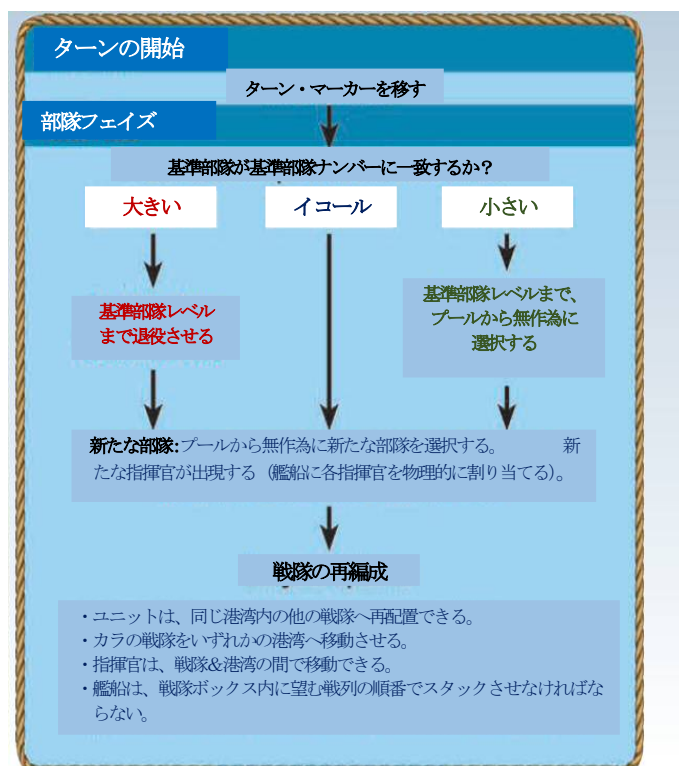 ターンの開始
ターン・マーカーを移す
部隊フェイズ
基準部隊が基準部隊ナンバーに一致するか？
大きい
イコール
小さい
基準部隊レベル
まで退役させる
基準部隊レベルまで、
プールから無作為に
選択する
新たな部隊：プールから無作為に新たな部隊を選択する。 新
たな指揮官が出現する（艦船に各指揮官を物理的に割り当てる）。
戦隊の再編成
・ユニットは、同じ港湾内の他の戦隊へ再配置できる。
・カラの戦隊をいずれかの港湾へ移動させる。
・指揮官は、戦隊&港湾の間で移動できる。
・艦船は、戦隊ボックス内に望む戦列の順番でスタックさせなければな
らない。